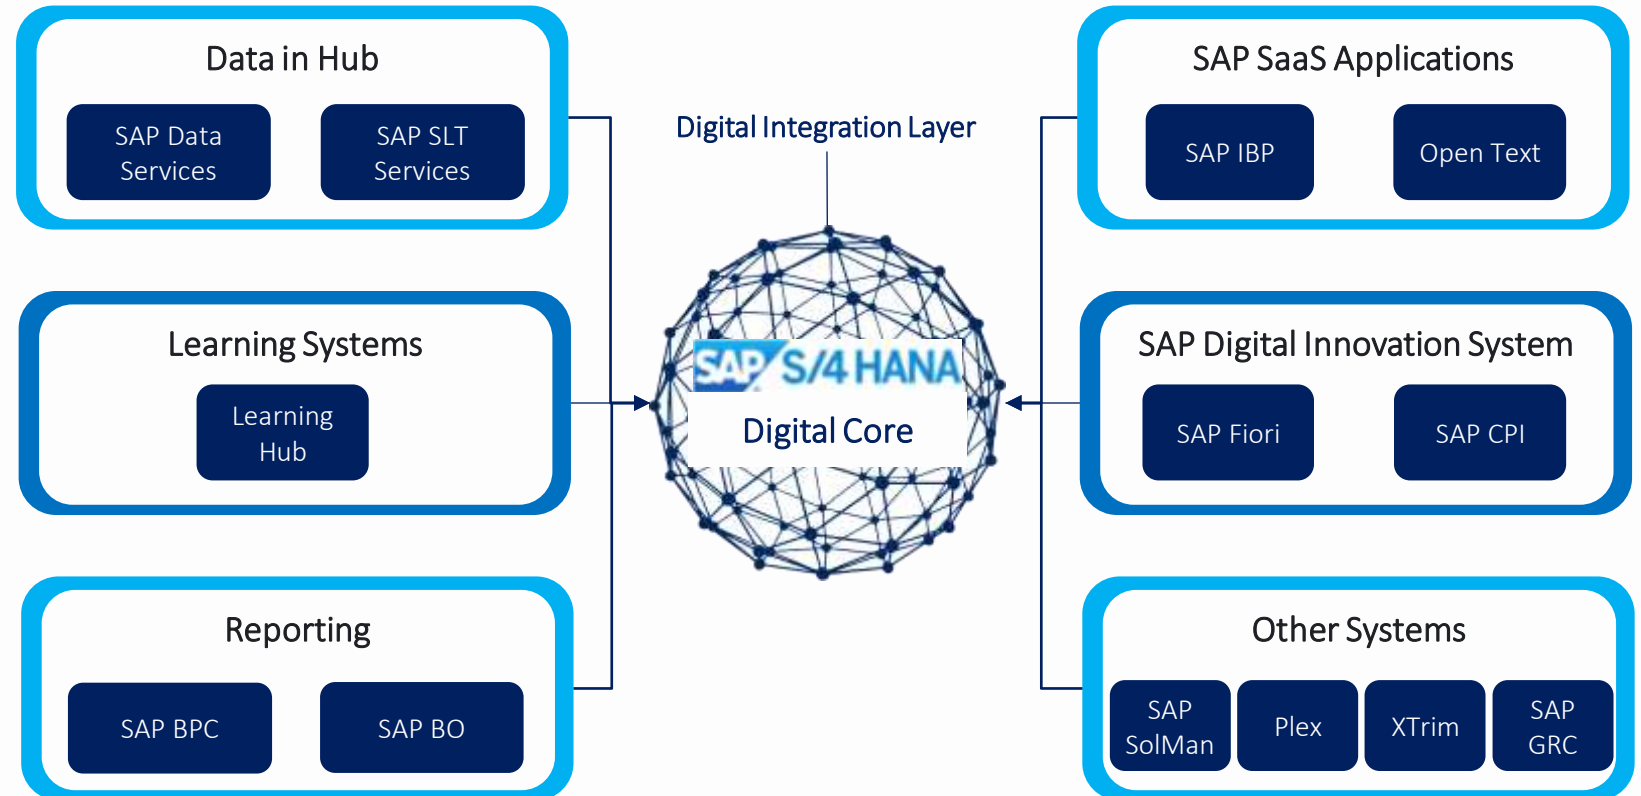 Data in Hub
SAP Data
Services
SAP SLT
Services
Learning Systems
Learning
Hub
Reporting
SAP BPC
SAP BO
Digital Integration Layer
SAP S/4 HANA
Digital Core
SAP SaaS Applications
SAP IBP
Open Text
SAP Digital Innovation System
SAP Fiori
SAP CPI
Other Systems
SAP
SolMan
Plex
XTrim
SAP
GRC